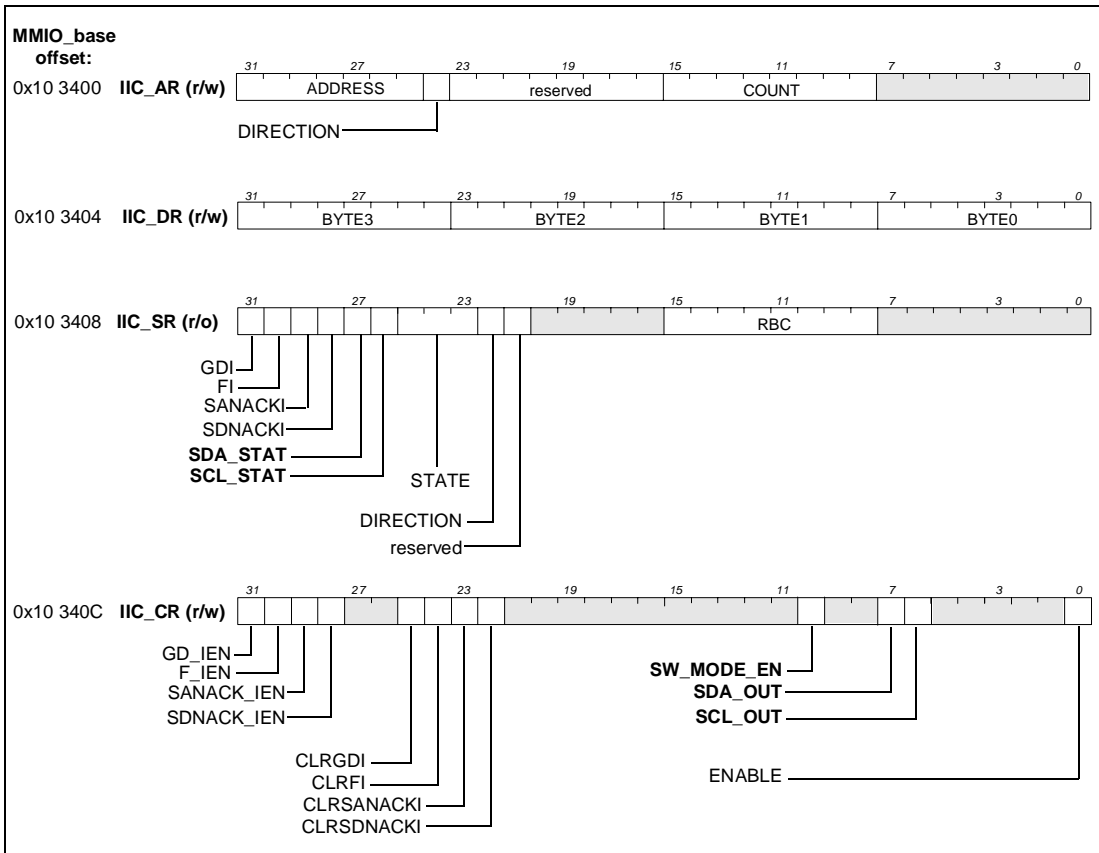 MMIO_base
offset:
31 27 23 19 15 11 7 3 0
0x10 3400 IIC_AR (r/w) ADDRESS reserved COUNT
DIRECTION
31 27 23 19 15 11 7 3 0
0x10 3404 IIC_DR (r/w) BYTE3 BYTE2 BYTE1 BYTE0
31 27 23 19 15 11 7 3 0
0x10 3408 IIC_SR (r/o) RBC
GDI
FI
SANACKI
SDNACKI
SDA_STAT
SCL_STAT
STATE
DIRECTION
reserved
31 27 23 19 15 11 7 3 0
0x10 340C IIC_CR (r/w)
GD_IEN
F_IEN
SANACK_IEN
SDNACK_IEN
CLRGDI
CLRFI
CLRSANACKI
CLRSDNACKI
SW_MODE_EN
SDA_OUT
SCL_OUT
ENABLE